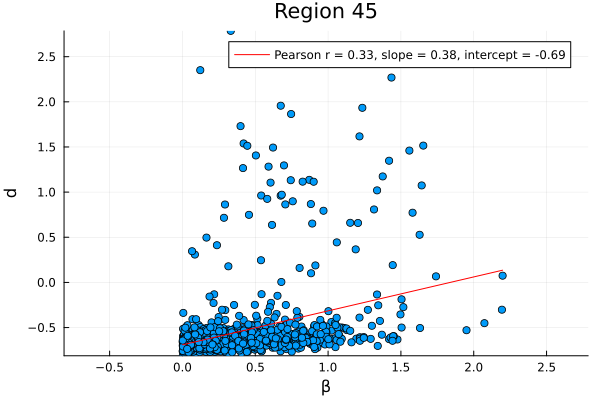 Region 45
Pearson r = 0.33, slope = 0.38, intercept = -0.69
2.5
2.0
1.5
1.0
0.5
0.0
−0.5
d
−0.5 0.0 0.5 1.0 1.5 2.0 2.5
β